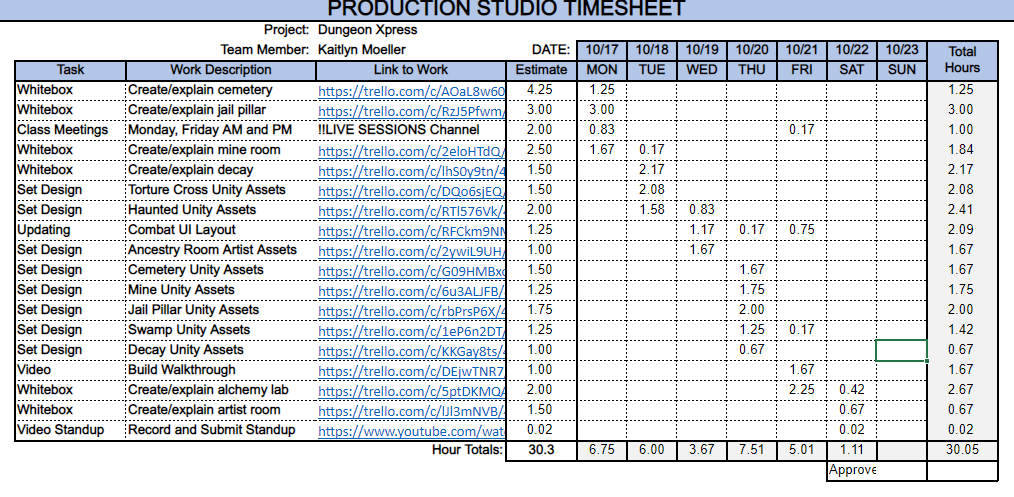 PRODUCTION STUDIO TIMESHEET
Project: Dungeon Xpress
Team Member: Kaitlyn Moeller DATE: 10/17 10/18 10/19 10/20 10/21 10/22 10/23 Total Hours
Task Work Description Link to Work Estimate MON TUE WED THU FRI SAT SUN
Whitebox Create/explain cemetery https://trello.com/c/AOaL8w60 4.25 1.25 1.25
Whitebox Create/explain jail pillar https://trello.com/c/RzJ5Pfwm/ 3.00 3.00 3.00
Class Meetings Monday, Friday AM and PM !!LIVE SESSIONS Channel 2.00 0.83 0.17 1.00
Whitebox Create/explain mine room https://trello.com/c/2eloHTdQ/ 2.50 1.67 0.17 1.84
Whitebox Create/explain decay https://trello.com/c/lhS0y9tn/4 1.50 2.17 2.17
Set Design Torture Cross Unity Assets https://trello.com/c/DQo6sjEQ/ 1.50 2.08 2.08
Set Design Haunted Unity Assets https://trello.com/c/RTl576Vk/ 2.00 1.58 0.83 2.41
Updating Combat UI Layout https://trello.com/c/RFCkm9NN 1.25 1.17 0.17 0.75 2.09
Set Design Ancestry Room Artist Assets https://trello.com/c/2ywiL9UH/ 1.00 1.67 1.67
Set Design Cemetery Unity Assets https://trello.com/c/G09HMBxc 1.50 1.67 1.67
Set Design Mine Unity Assets https://trello.com/c/6u3ALJFB/ 1.25 1.75 1.75
Set Design Jail Pillar Unity Assets https://trello.com/c/rbPrsP6X/4 1.75 2.00 2.00
Set Design Swamp Unity Assets https://trello.com/c/1eP6n2DT/ 1.25 1.25 0.17 1.42
Set Design Decay Unity Assets https://trello.com/c/KKGay8ts/4 1.00 0.67 0.67
Video Build Walkthrough https://trello.com/c/DEjwTNR7 1.00 1.67 1.67
Whitebox Create/explain alchemy lab https://trello.com/c/5ptDKMQ/ 2.00 2.25 0.42 2.67
Whitebox Create/explain artist room https://trello.com/c/lJl3mNVB/ 1.50 0.67 0.67
Video Standup Record and Submit Standup https://www.youtube.com/wat 0.02 0.02 0.02
Hour Totals: 30.3 6.75 6.00 3.67 7.51 5.01 1.11 30.05
Approve